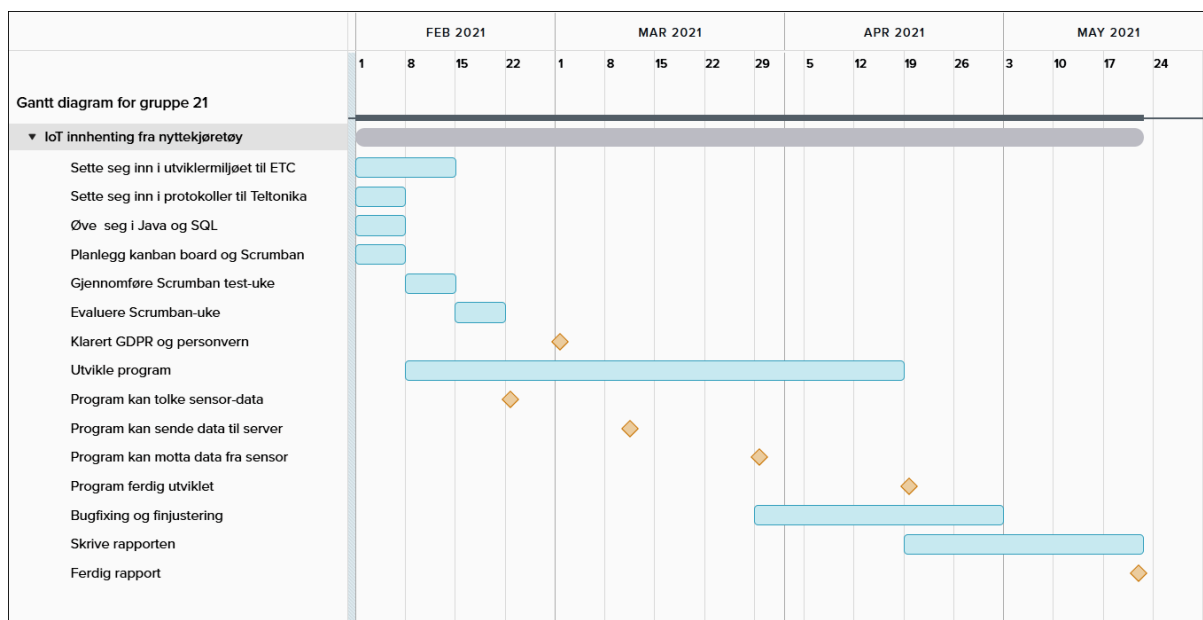 FEB 2021 MAR 2021 APR 2021 MAY 2021
1 8 15 22 1 8 15 22 29 5 12 19 26 3 10 17 24
Gantt diagram for gruppe 21
IoT innhenting fra nyttekjøretøy
Sette seg inn i utviklermiljøet til ETC
Sette seg inn i protokoller til Teltonika
Øve seg i Java og SQL
Planlegg kanban board og Scrumban
Gjennomføre Scrumban test-uke
Evaluere Scrumban-uke
Klarert GDPR og personvern
Utvikle program
Program kan tolke sensor-data
Program kan sende data til server
Program kan motta data fra sensor
Program ferdig utviklet
Bugfixing og finjustering
Skrive rapporten
Ferdig rapport